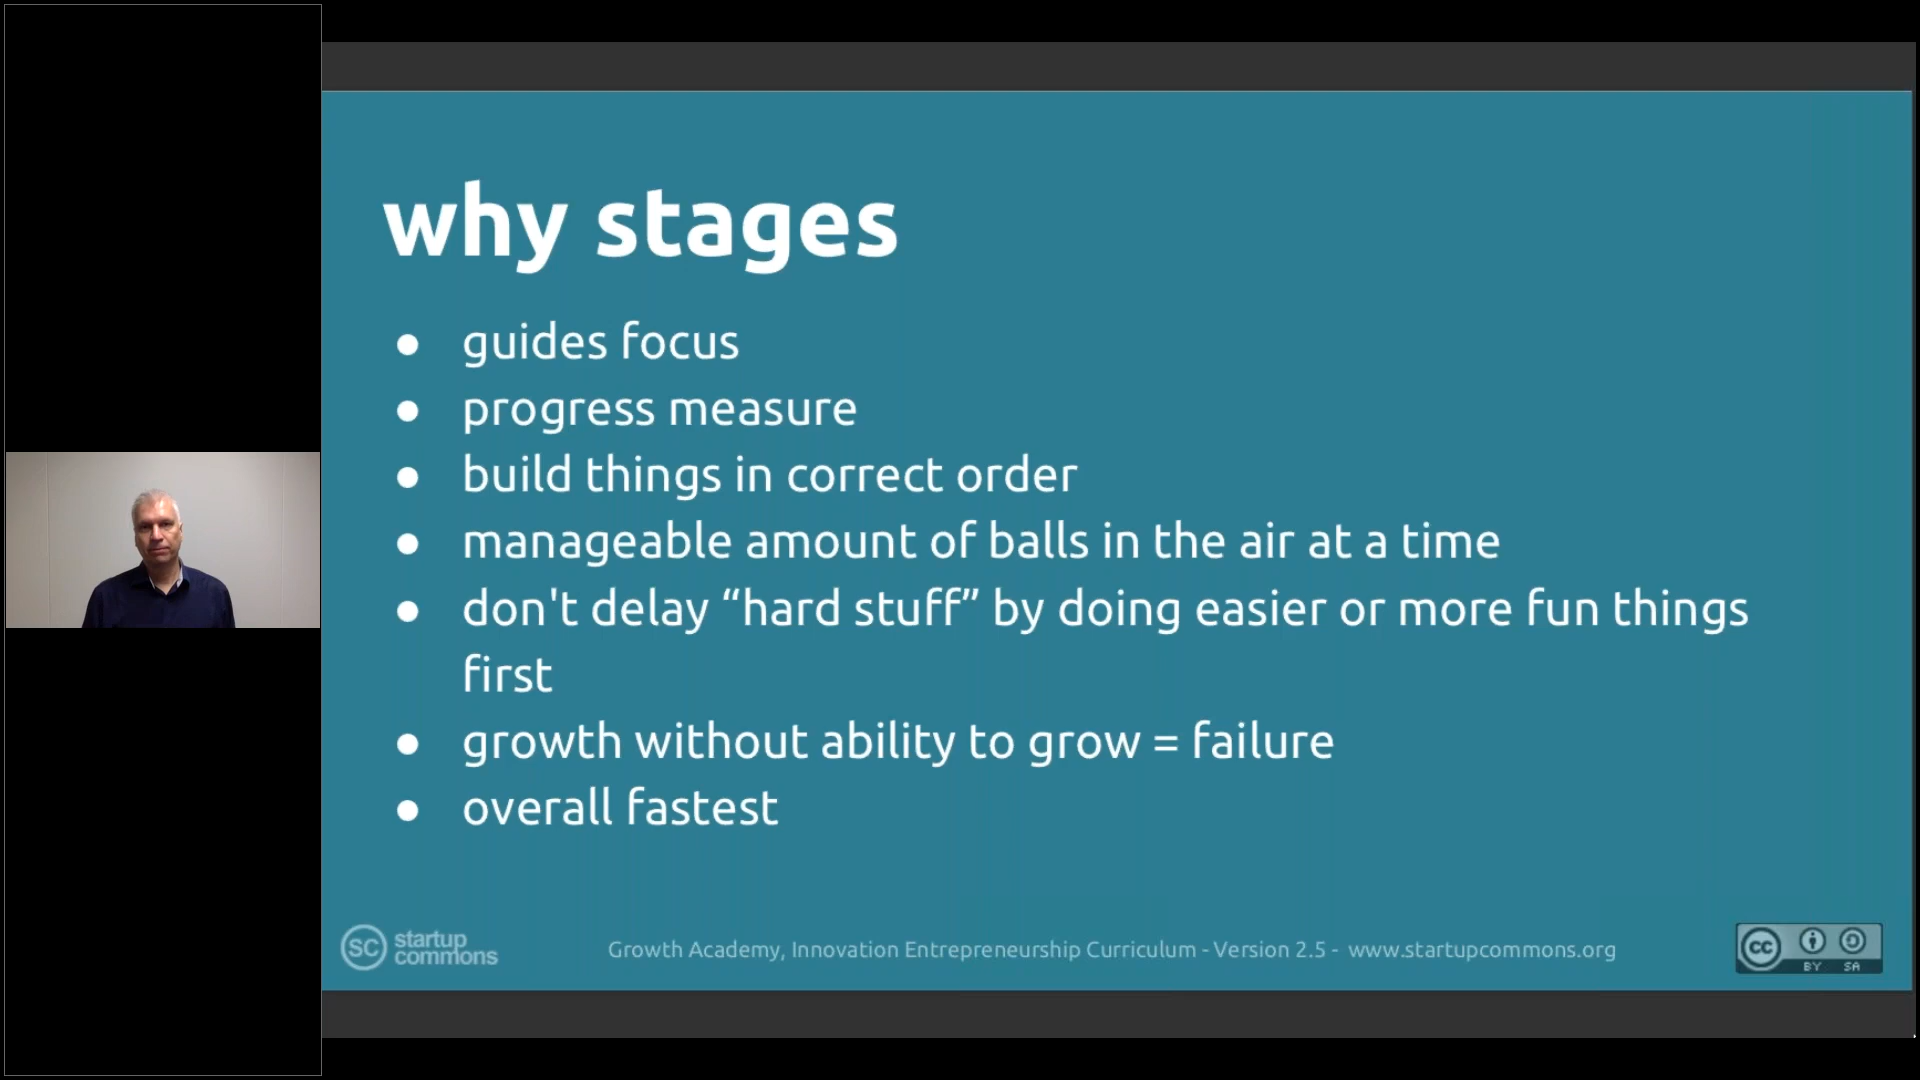 why stages
● guides focus
● progress measure
● build things in correct order
● manageable amount of balls in the air at a time
● don't delay “hard stuff” by doing easier or more fun things
first
● growth without ability to grow = failure
● overall fastest
SC startup
commons
Growth Academy, Innovation Entrepreneurship Curriculum - Version 2.5 - www.startupcommons.org
cc
BY SA